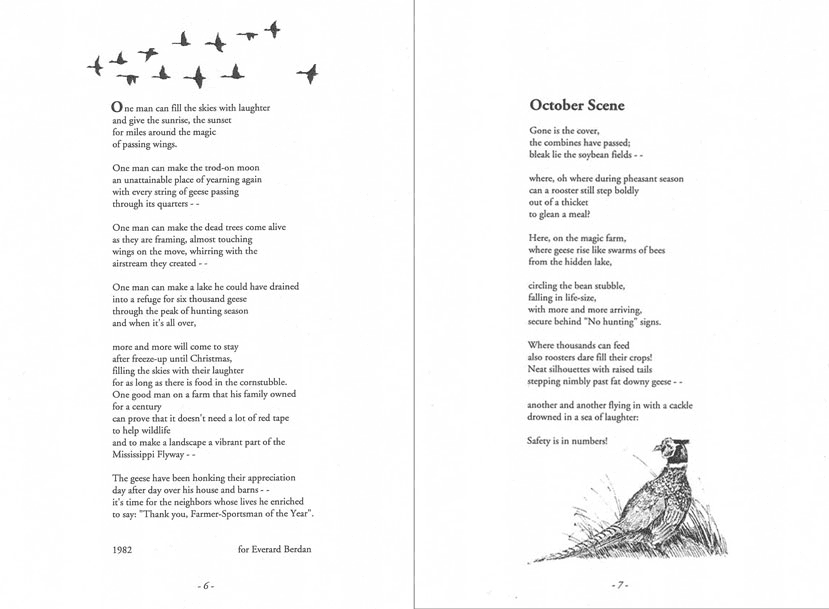 One man can fill the skies with laughter
and give the sunrise, the sunset
for miles around the magic
of passing wings.
One man can make the trod-on moon
an unattainable place of yearning again
with every string of geese passing
through its quarters - -
One man can make the dead trees come alive
as they are framing, almost touching
wings on the move, whirring with the
airstream they created - -
One man can make a lake he could have drained
into a refuge for six thousand geese
through the peak of hunting season
and when it's all over,
more and more will come to stay
after freeze-up until Christmas,
filling the skies with their laughter
for as long as there is food in the cornstubble.
One good man on a farm that his family owned
for a century
can prove that it doesn't need a lot of red tape
to help wildlife
and to make a landscape a vibrant part of the
Mississippi Flyway - -
The geese have been honking their appreciation
day after day over his house and barns - -
it's time for the neighbors whose lives he enriched
to say: "Thank you, Farmer-Sportsman of the Year".
1982 for Everard Berdan
- 6 -
October Scene
Gone is the cover,
the combines have passed;
bleak lie the soybean fields - -
where, oh where during pheasant season
can a rooster still step boldly
out of a thicket
to glean a meal?
Here, on the magic farm,
where geese rise like swarms of bees
from the hidden lake,
circling the bean stubble,
falling in life-size,
with more and more arriving,
secure behind "No hunting" signs.
Where thousands can feed
also roosters dare fill their crops!
Neat silhouettes with raised tails
stepping nimbly past fat downy geese - -
another and another flying in with a cackle
drowned in a sea of laughter:
Safety is in numbers!
- 7 -